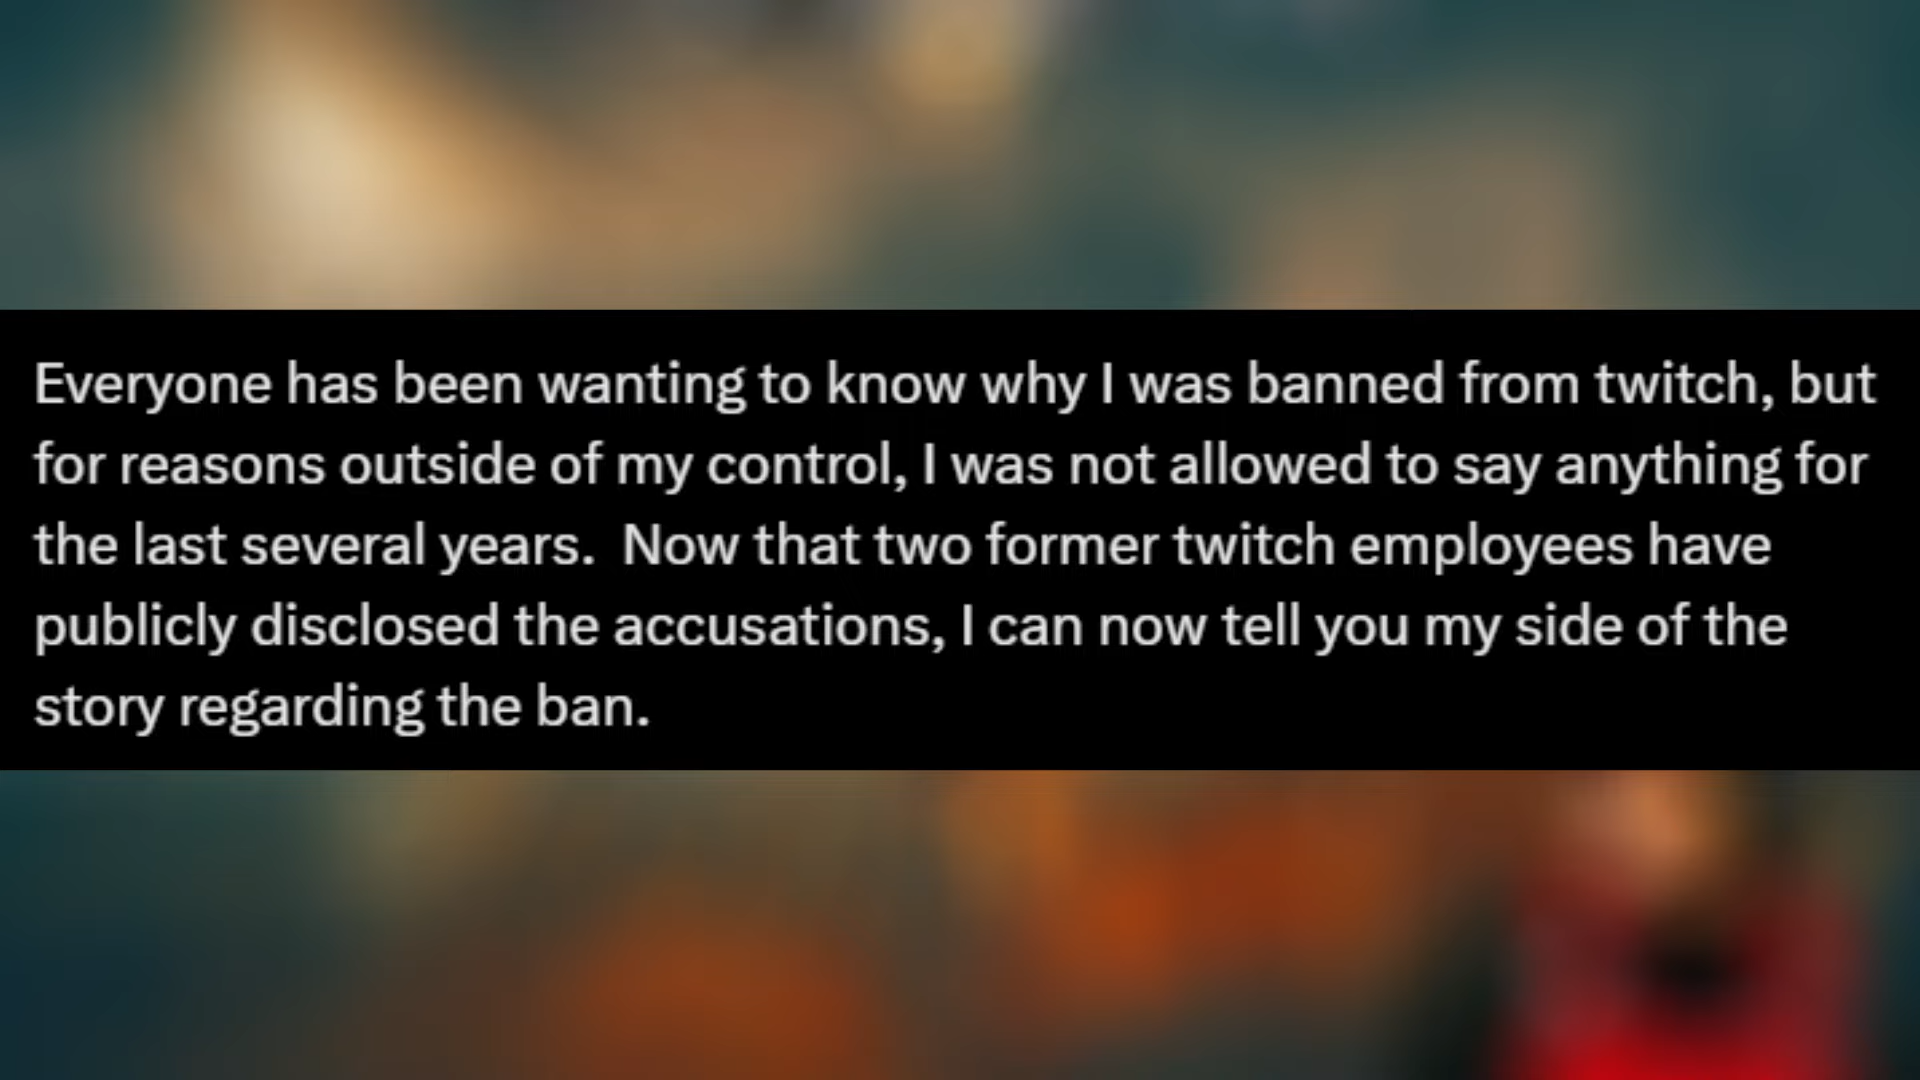 Everyone has been wanting to know why I was banned from twitch, but
for reasons outside of my control, I was not allowed to say anything for
the last several years.  Now that two former twitch employees have
publicly disclosed the accusations, I can now tell you my side of the
story regarding the ban.